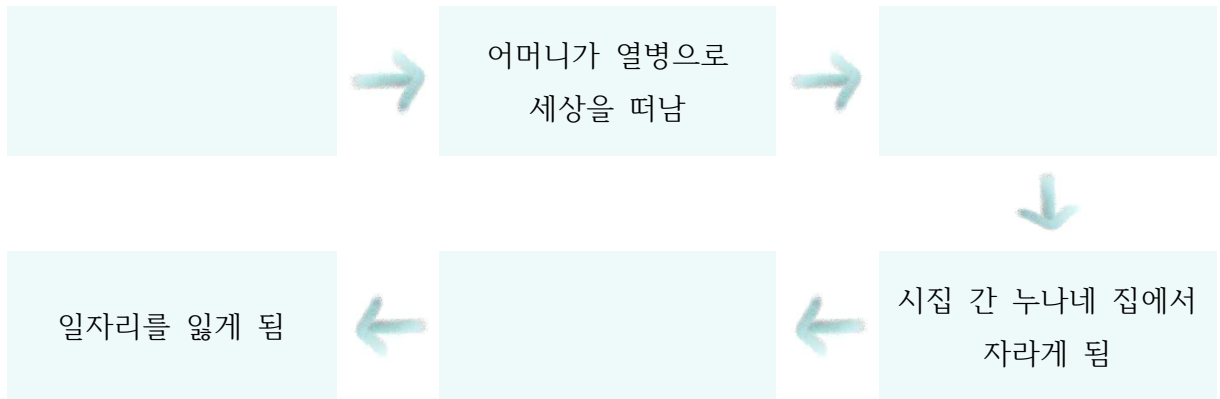 어머니가 열병으로
세상을 떠남
시집 간 누나네 집에서
자라게 됨
일자리를 잃게 됨